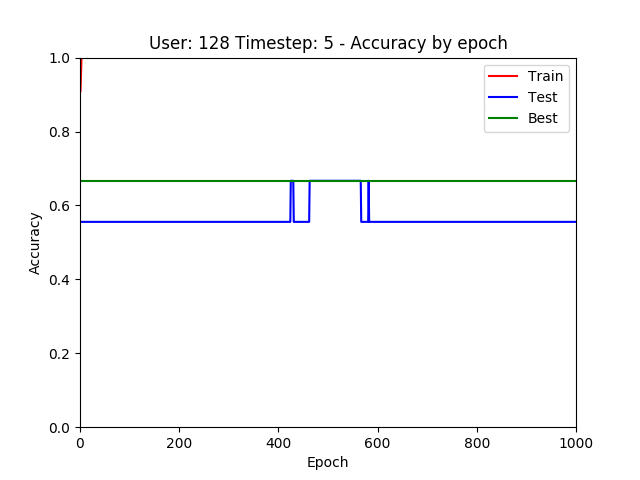 User: 128 Timestep: 5 - Accuracy by epoch
1.0
0.8
0.6
0.4
0.2
0.0
Accuracy
Train
Test
Best
0 200 400 600 800 1000
Epoch